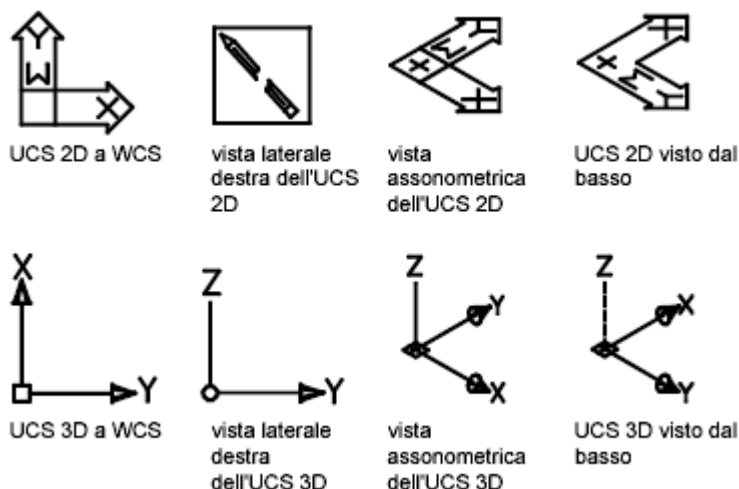 Y
W
X
UCS 2D a WCS
vista laterale
destra dell'UCS
2D
X W Y
X
vista
assonometrica
dell'UCS 2D
X
X W Y
UCS 2D visto dal
basso
X
Y
UCS 3D a WCS
Z
Y
vista laterale
destra
dell'UCS 3D
Z
Y
X
vista
assonometrica
dell'UCS 3D
Z
X
Y
UCS 3D visto dal
basso